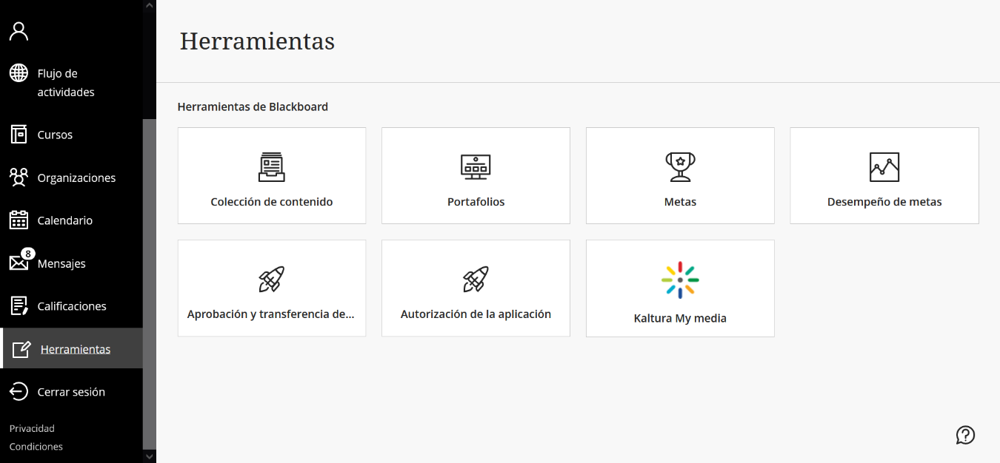 Flujo de
actividades
Cursos
Organizaciones
Calendario
8
Mensajes
Calificaciones
Herramientas
Cerrar sesión
Privacidad
Condiciones
Herramientas
Herramientas de Blackboard
Colección de contenido
Portafolios
Metas
Desempeño de metas
Aprobación y transferencia de...
Autorización de la aplicación
Kaltura My media
?